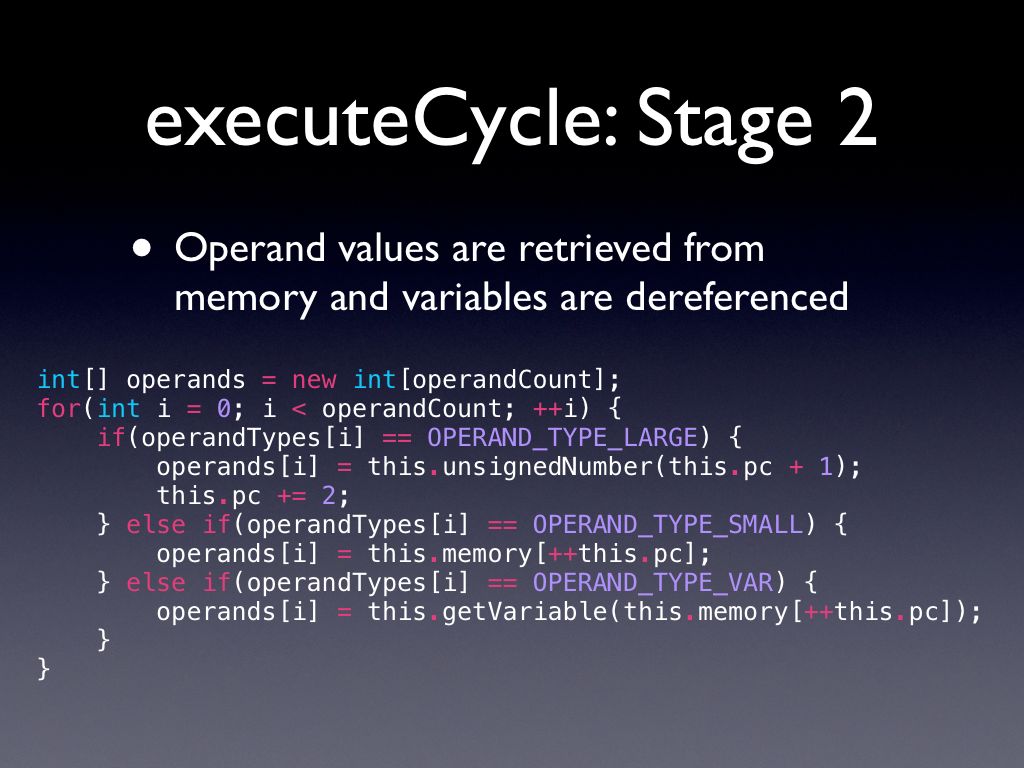 executeCycle: Stage 2
• Operand values are retrieved from
memory and variables are dereferenced
int[] operands = new int[operandCount];
for(int i = 0; i < operandCount; ++i) {
    if(operandTypes[i] == OPERAND_TYPE_LARGE) {
        operands[i] = this.unsignedNumber(this.pc + 1);
        this.pc += 2;
    } else if(operandTypes[i] == OPERAND_TYPE_SMALL) {
        operands[i] = this.memory[++this.pc];
    } else if(operandTypes[i] == OPERAND_TYPE_VAR) {
        operands[i] = this.getVariable(this.memory[++this.pc]);
    }
}